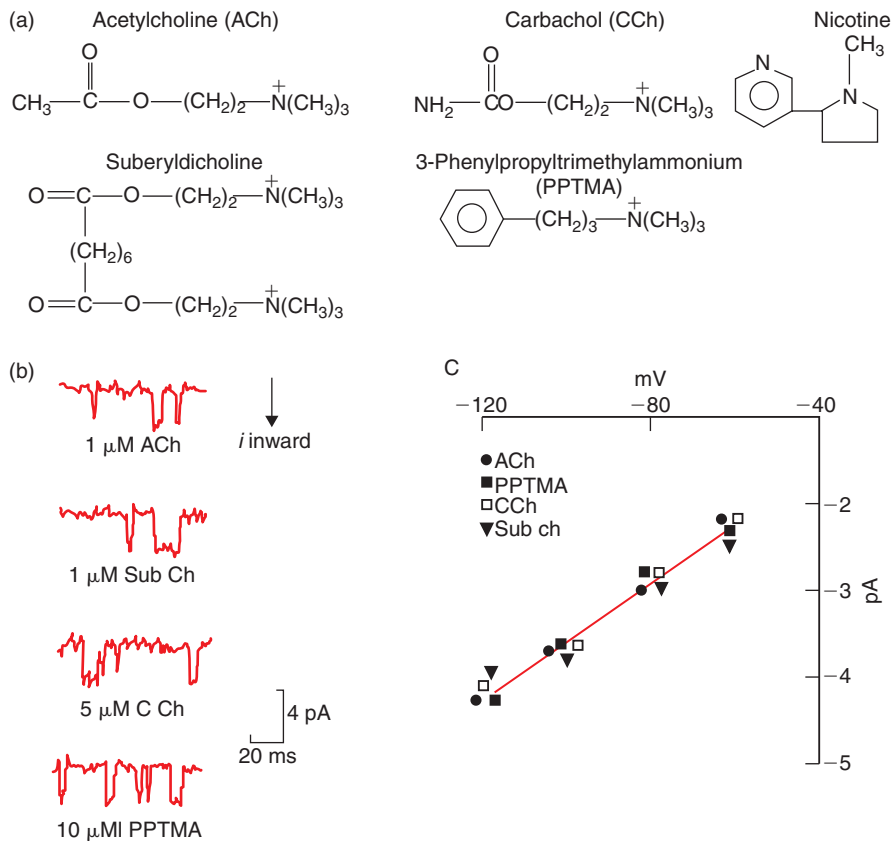 (a)
Acetylcholine (ACh)
O
CH3 C O (CH2)2 N(CH3)3
+
Carbachol (CCh)
O
NH2 CO (CH2)2 N(CH3)3
+
Nicotine
CH3
N
N
Suberyldicholine
O C O (CH2)2 N(CH3)3
+
(CH2)6
O C O (CH2)2 N(CH3)3
+
3-Phenylpropyltrimethylammonium
(PPTMA)
(CH2)3 N(CH3)3
+
(b)
i inward
1 μM ACh
1 μM Sub Ch
5 μM C Ch
4 pA
20 ms
10 μMl PPTMA
C
mV
−120 −80 −40
ACh
PPTMA
CCh
Sub ch
−2
−3
−4
−5
pA